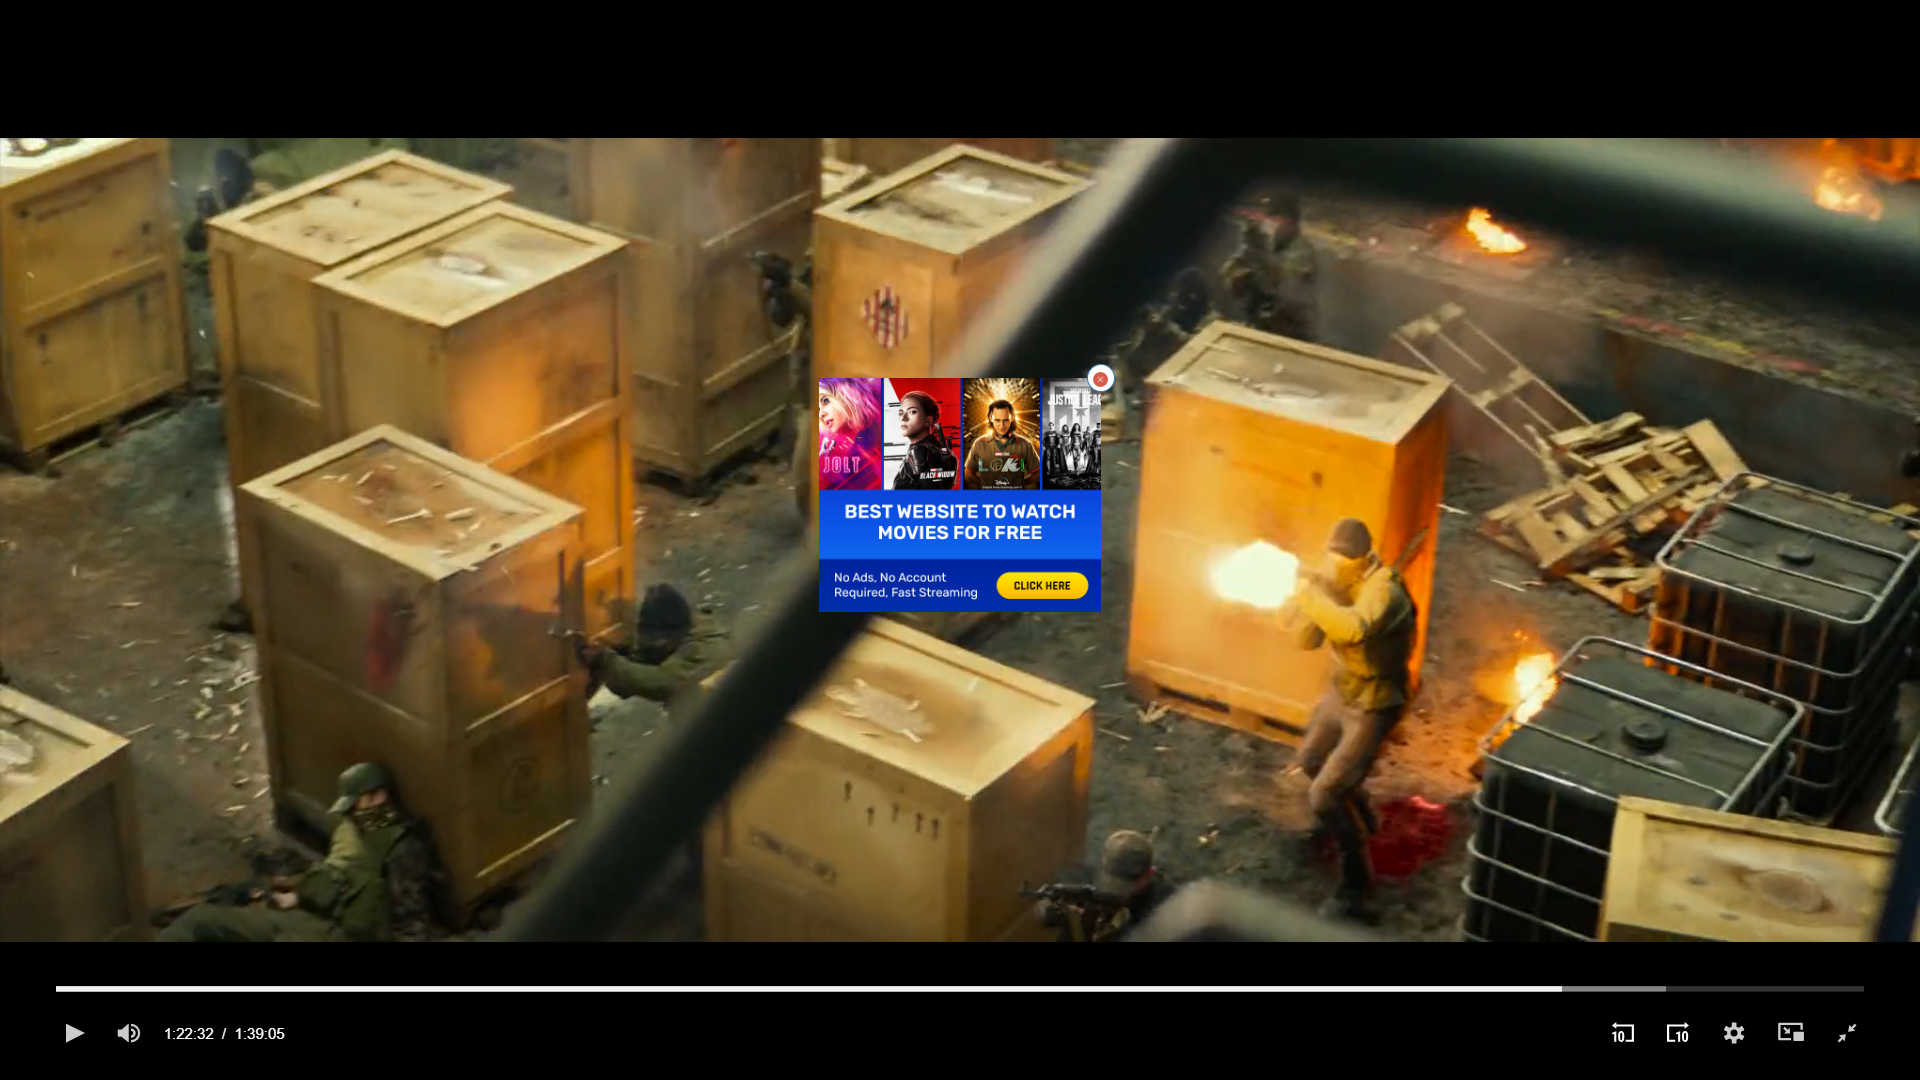 JOLT
BLACK WIDOW
LOKI
JUSTICE LEAG
BEST WEBSITE TO WATCH
MOVIES FOR FREE
No Ads, No Account
Required, Fast Streaming
CLICK HERE
1:22:32 / 1:39:05
10
10